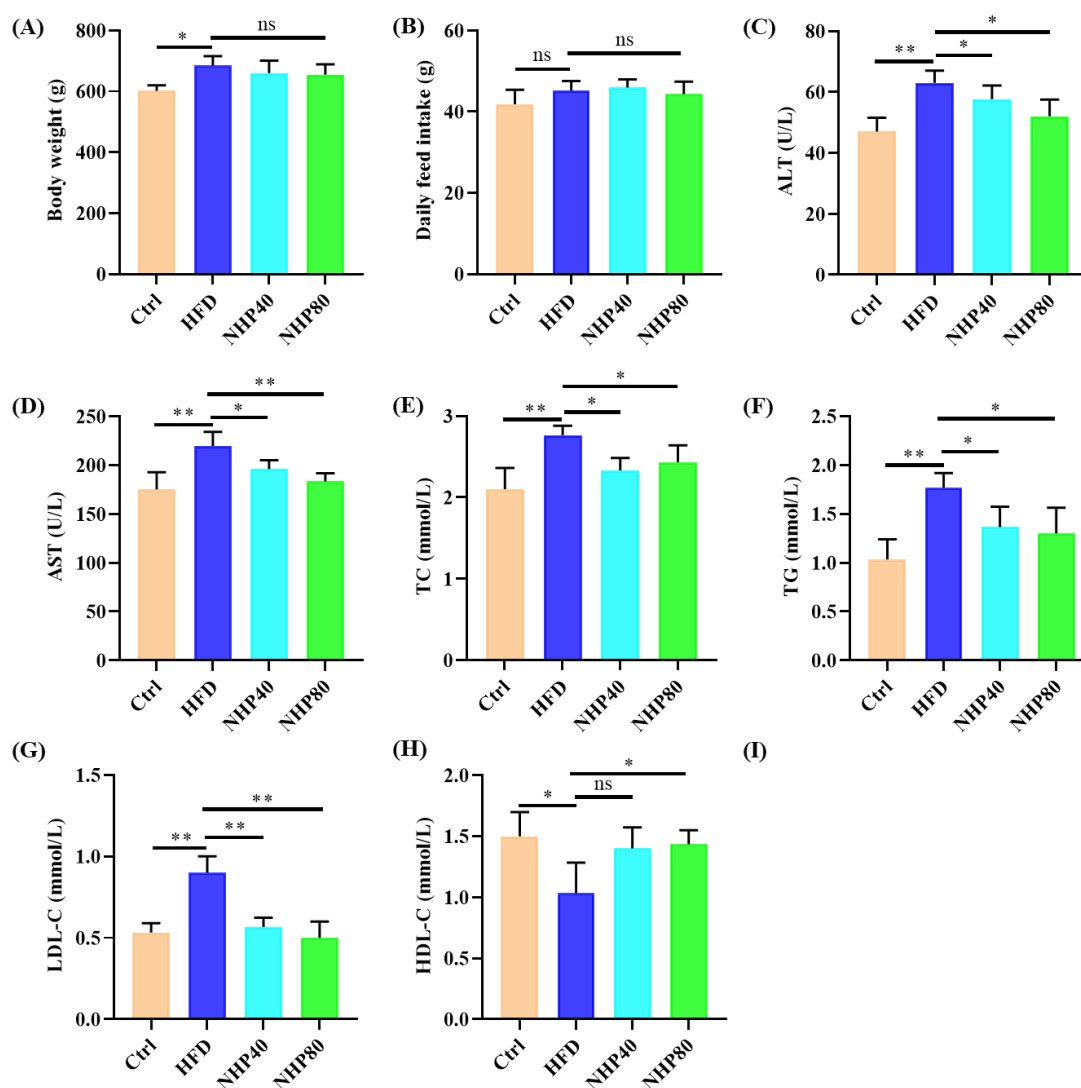 (A)
Body weight (g)
800
600
400
200
0
*
ns
Ctrl
HFD
NHP40
NHP80
(B)
Daily feed intake (g)
60
40
20
0
ns
ns
Ctrl
HFD
NHP40
NHP80
(C)
ALT (U/L)
80
60
40
20
0
**
*
*
Ctrl
HFD
NHP40
NHP80
(D)
AST (U/L)
250
200
150
100
50
0
**
*
**
Ctrl
HFD
NHP40
NHP80
(E)
TC (mmol/L)
3
2
1
0
**
*
*
Ctrl
HFD
NHP40
NHP80
(F)
TG (mmol/L)
2.5
2.0
1.5
1.0
0.5
0.0
**
*
*
Ctrl
HFD
NHP40
NHP80
(G)
LDL-C (mmol/L)
1.5
1.0
0.5
0.0
**
**
**
Ctrl
HFD
NHP40
NHP80
(H)
HDL-C (mmol/L)
2.0
1.5
1.0
0.5
0.0
*
ns
*
Ctrl
HFD
NHP40
NHP80
(I)